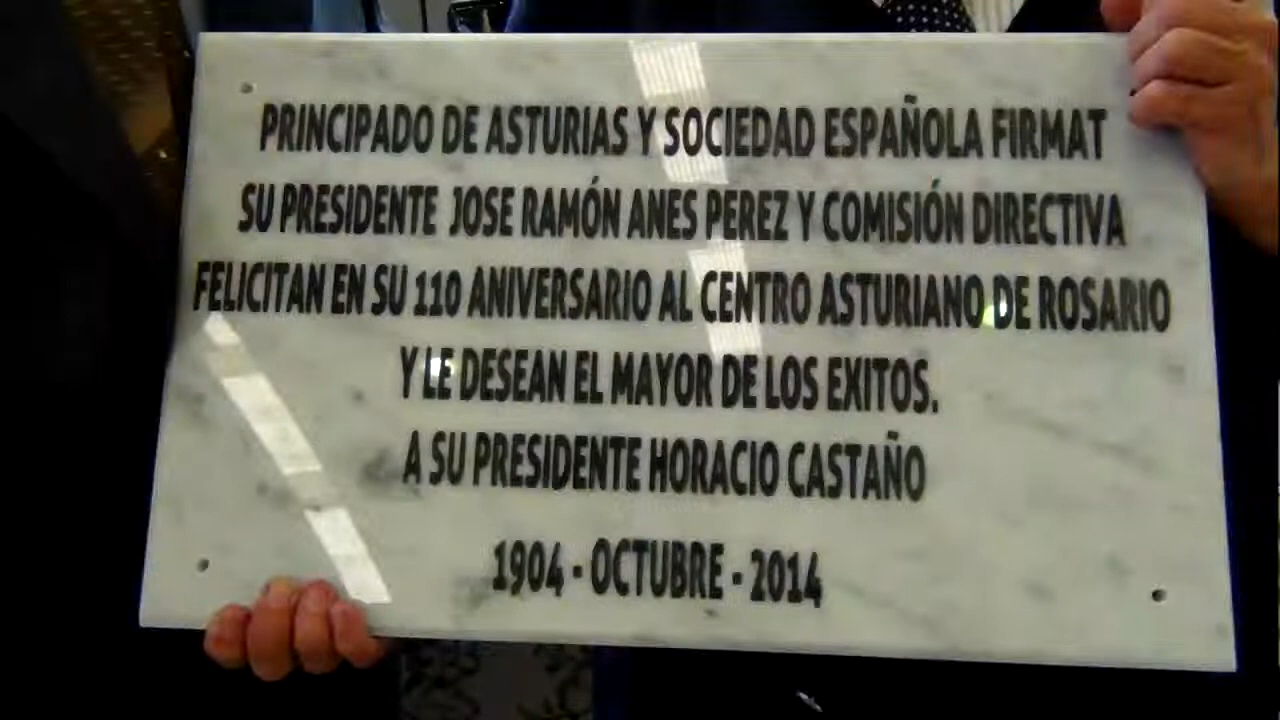 PRINCIPADO DE ASTURIAS Y SOCIEDAD ESPAÑOLA FIRMAT
SU PRESIDENTE JOSE RAMÓN ANES PEREZ Y COMISIÓN DIRECTIVA
FELICITAN EN SU 110 ANIVERSARIO AL CENTRO ASTURIANO DE ROSARIO
Y LE DESEAN EL MAYOR DE LOS EXITOS.
A SU PRESIDENTE HORACIO CASTAÑO
1904 - OCTUBRE - 2014